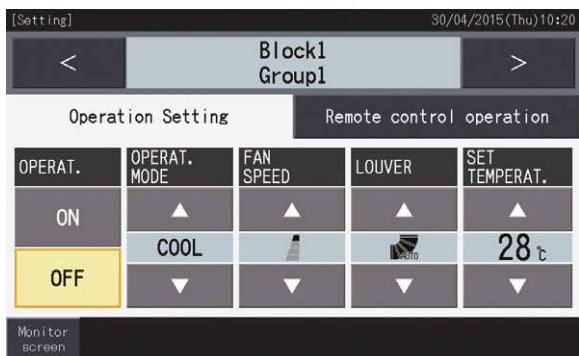 [Setting]
30/04/2015(Thu)10:20
<
Block1
Group1
>
Operation Setting
Remote control operation
OPERAT.
OPERAT.
MODE
FAN
SPEED
LOUVER
SET
TEMPERAT.
ON
OFF
COOL
AUTO
28 ℃
Monitor
screen